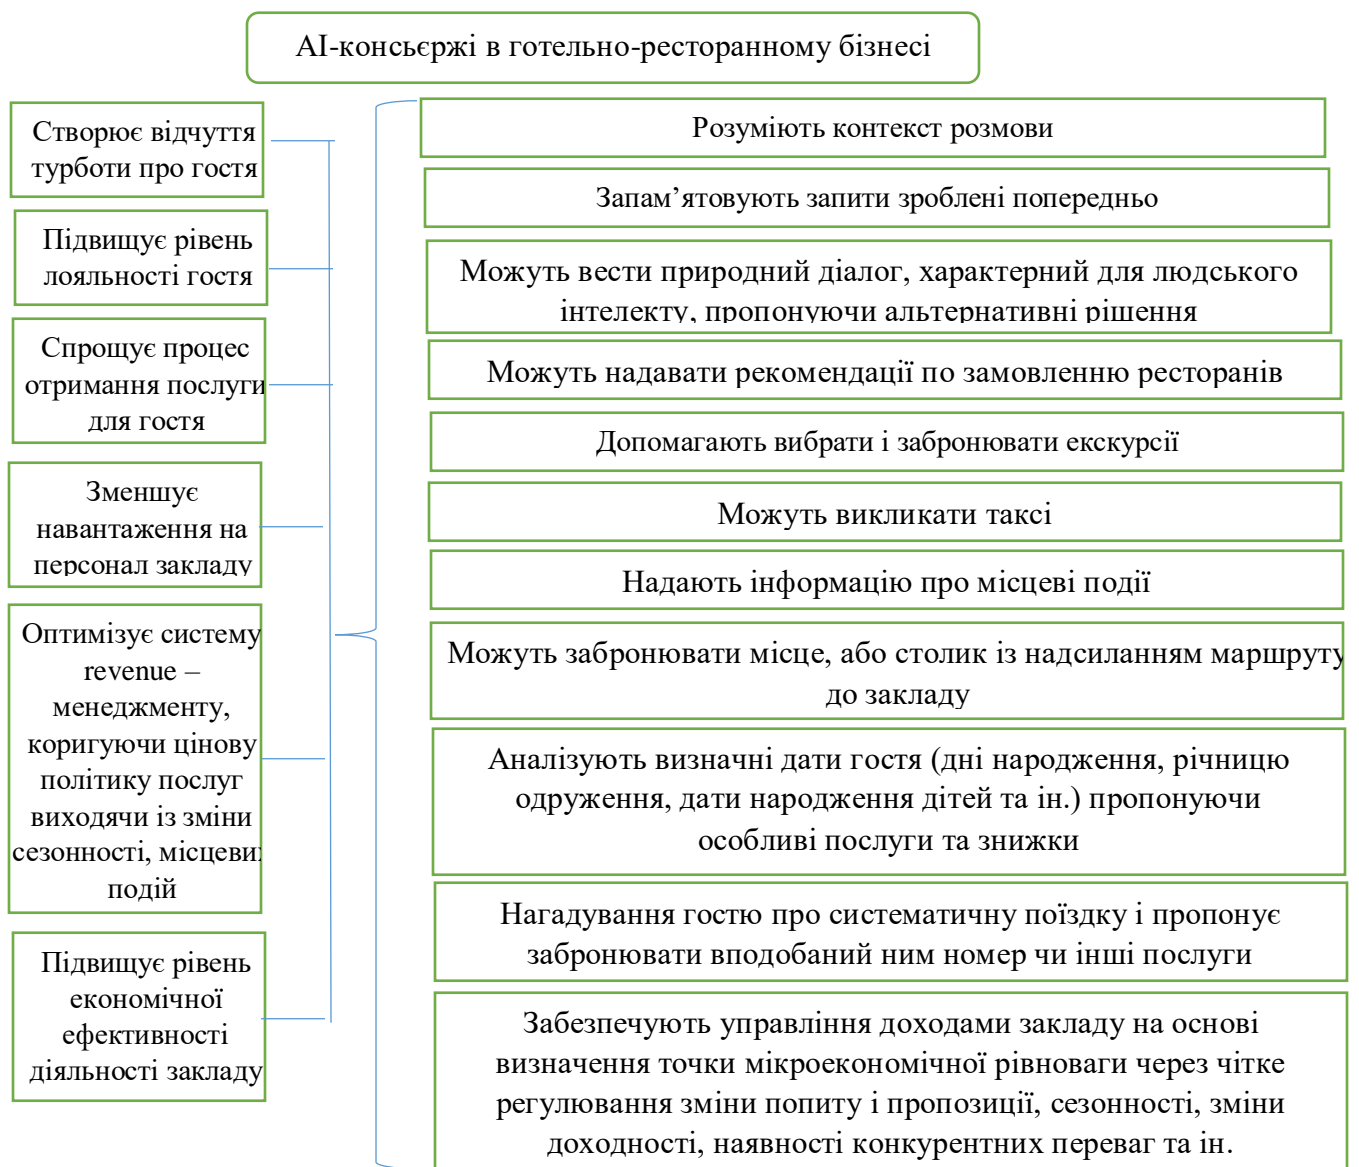 АІ-консьєржі в готельно-ресторанному бізнесі
Створює відчуття
турботи про гостя
Підвищує рівень
лояльності гостя
Спрощує процес
отримання послуги
для гостя
Зменшує
навантаження на
персонал закладу
Оптимізує систему
revenue –
менеджменту,
коригуючи цінову
політику послуг
виходячи із зміни
сезонності, місцевих
подій
Підвищує рівень
економічної
ефективності
діяльності закладу
Розуміють контекст розмови
Запам’ятовують запити зроблені попередньо
Можуть вести природний діалог, характерний для людського
інтелекту, пропонуючи альтернативні рішення
Можуть надавати рекомендації по замовленню ресторанів
Допомагають вибрати і забронювати екскурсії
Можуть викликати таксі
Надають інформацію про місцеві події
Можуть забронювати місце, або столик із надсиланням маршруту
до закладу
Аналізують визначні дати гостя (дні народження, річницю
одруження, дати народження дітей та ін.) пропонуючи
особливі послуги та знижки
Нагадування гостю про систематичну поїздку і пропонує
забронювати вподобаний ним номер чи інші послуги
Забезпечують управління доходами закладу на основі
визначення точки мікроекономічної рівноваги через чітке
регулювання зміни попиту і пропозиції, сезонності, зміни
доходності, наявності конкурентних переваг та ін.